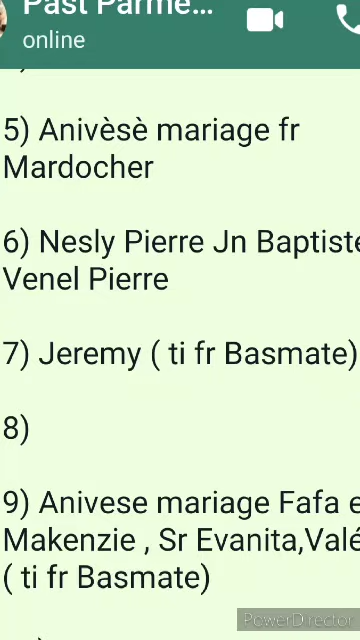 Past Parme...
online
5) Anivèsè mariage fr
Mardocher
6) Nesly Pierre Jn Baptiste
Venel Pierre
7) Jeremy ( ti fr Basmate)
8)
9) Anivese mariage Fafa e
Makenzie , Sr Evanita,Valé
( ti fr Basmate)
PowerDirector